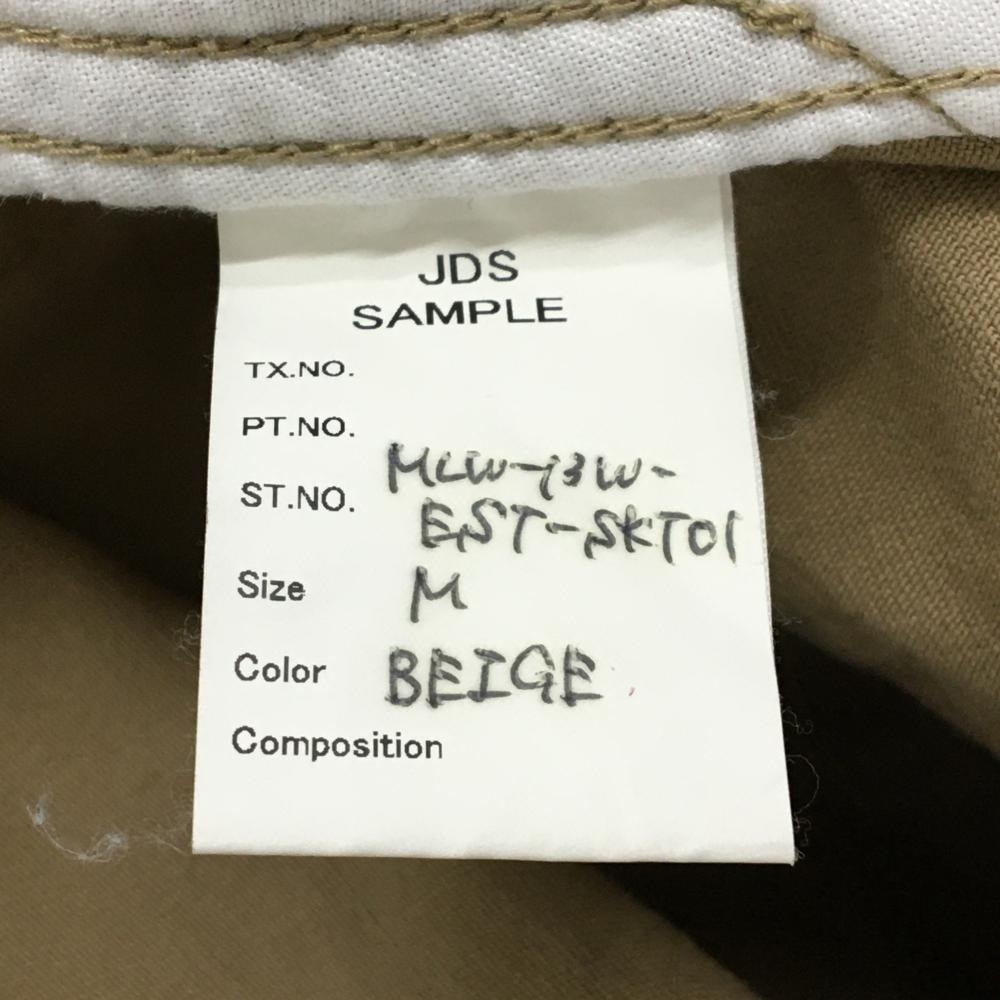 JDS
SAMPLE
TX.NO.
PT.NO.
ST.NO. MLW-13W-
EST-SKT01
Size M
Color BEIGE
Composition